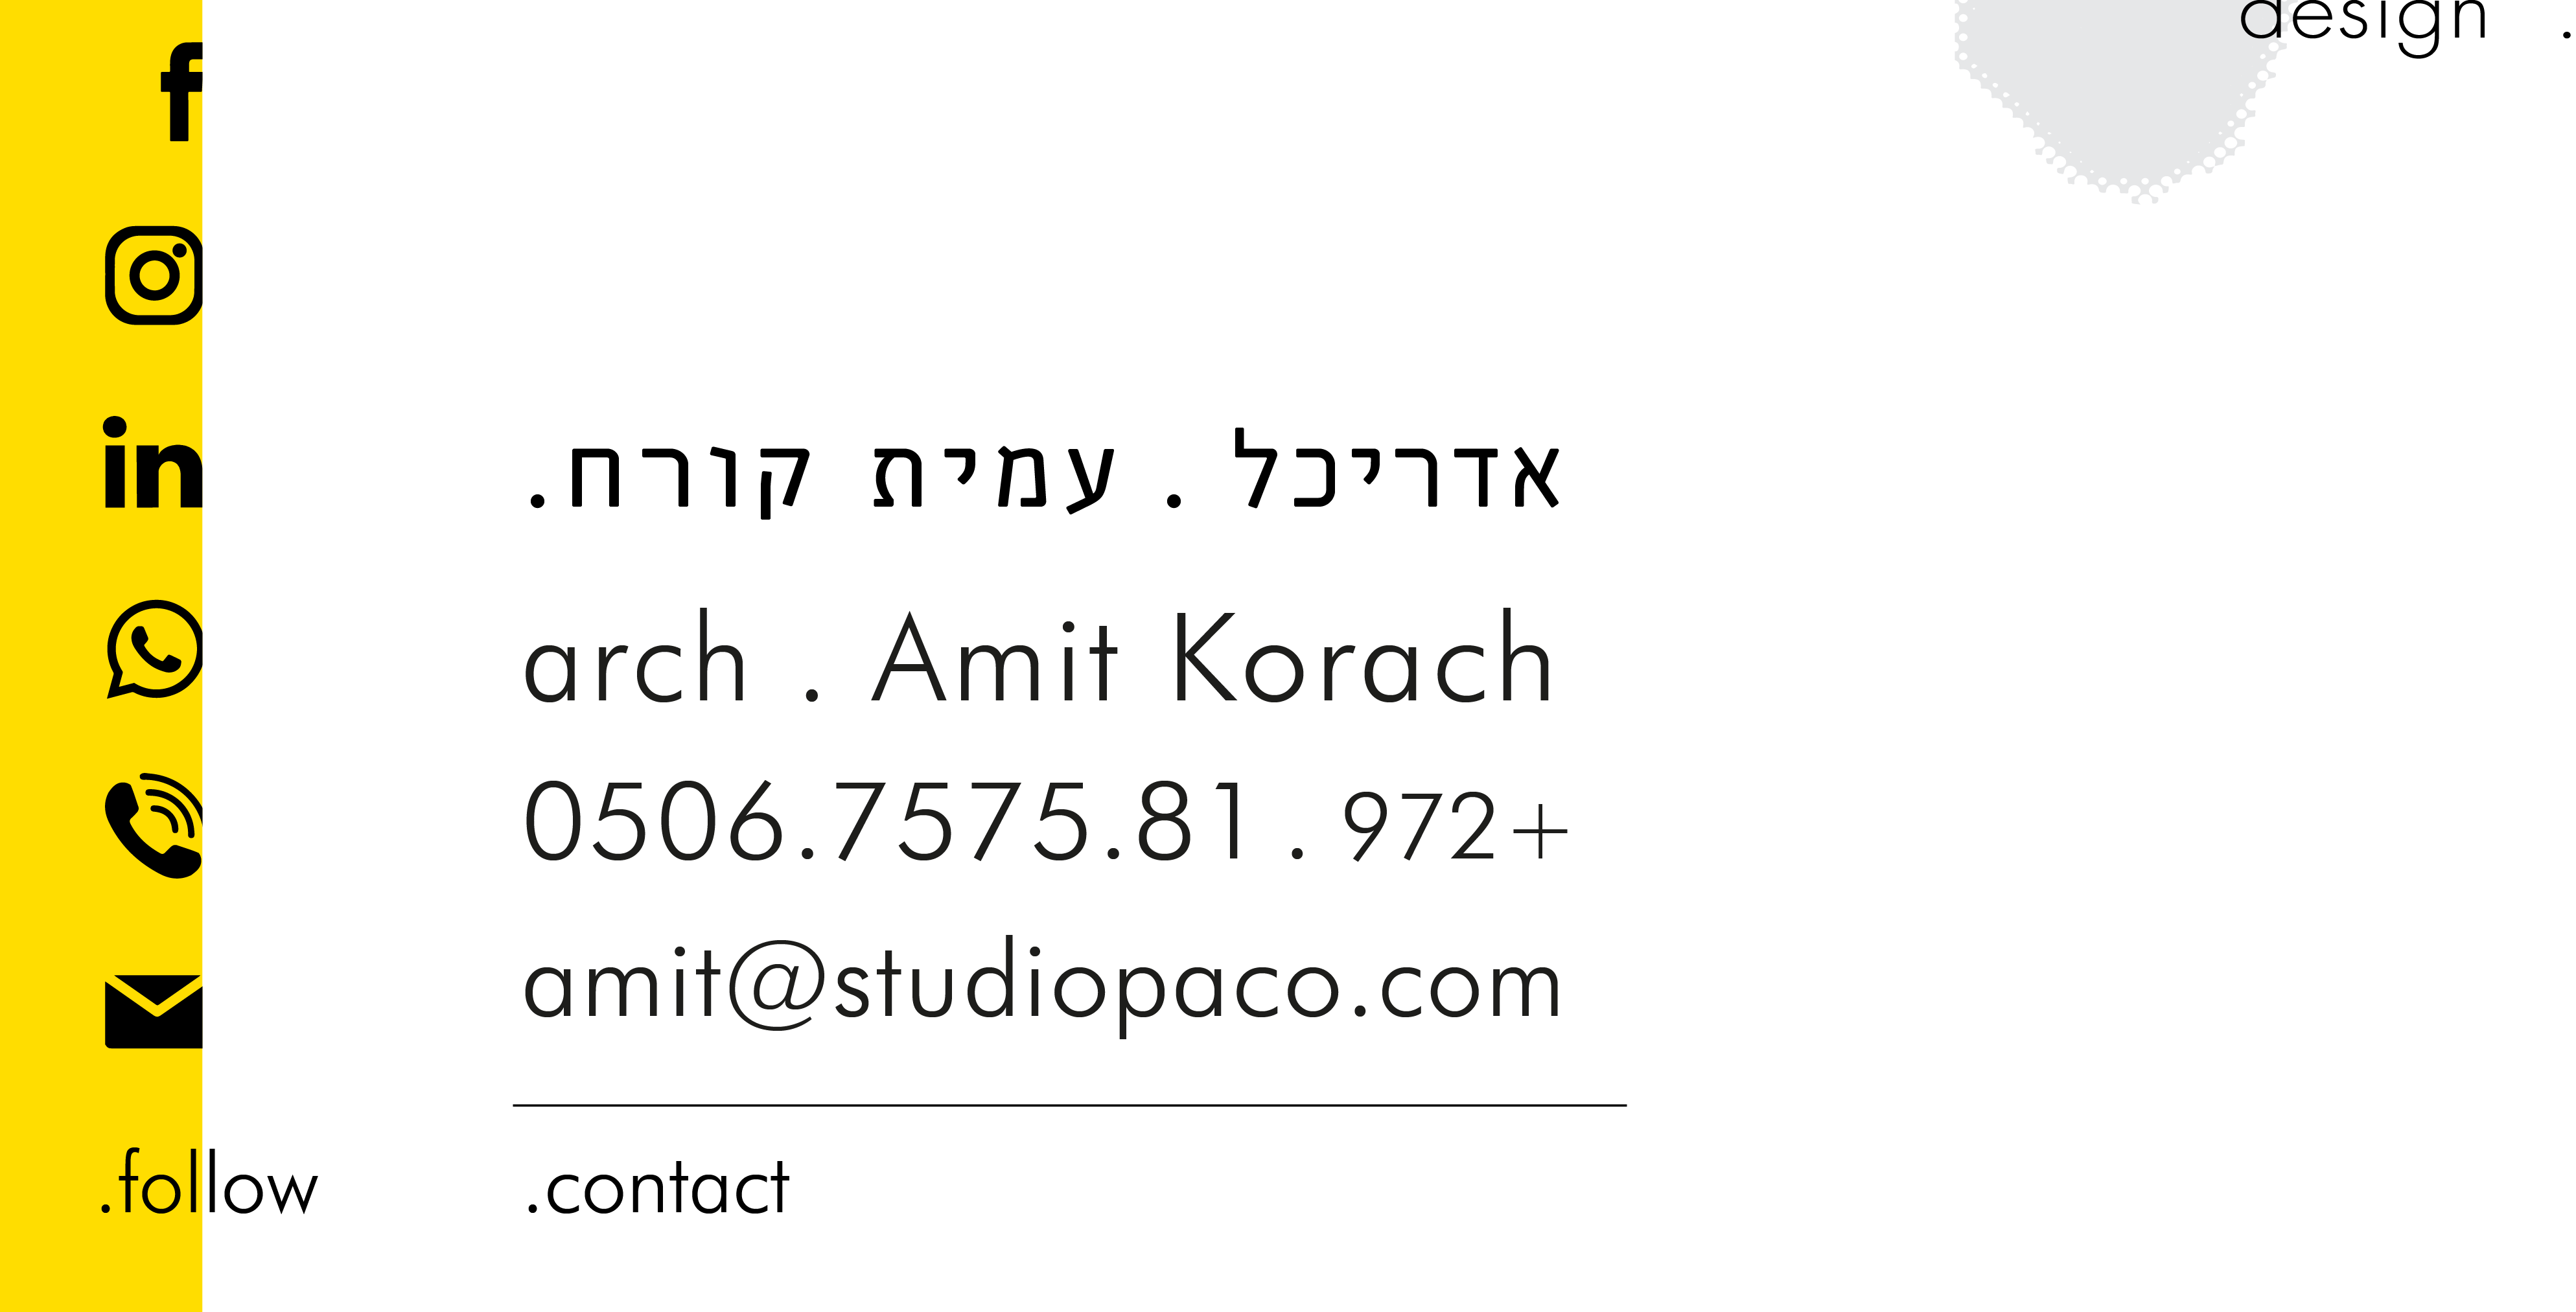 design .
אדריכל . עמית קורח.
arch . Amit Korach
0506.7575.81 . 972+
amit@studiopaco.com
.follow
.contact